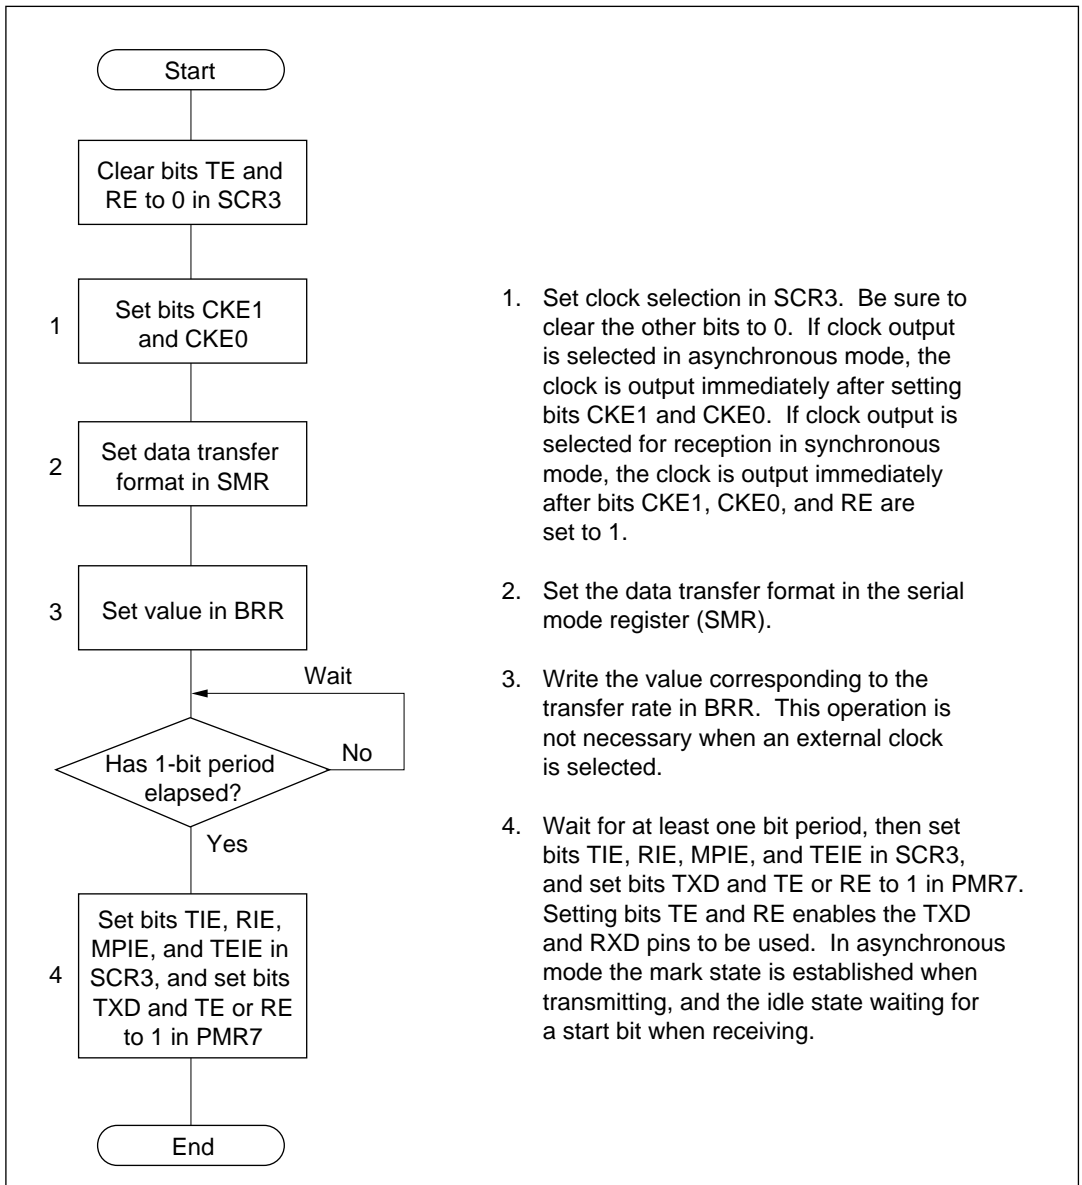 Start
Clear bits TE and
RE to 0 in SCR3
1
Set bits CKE1
and CKE0
2
Set data transfer
format in SMR
3
Set value in BRR
Wait
Has 1-bit period
elapsed?
No
Yes
4
Set bits TIE, RIE,
MPIE, and TEIE in
SCR3, and set bits
TXD and TE or RE
to 1 in PMR7
End
1. Set clock selection in SCR3. Be sure to
clear the other bits to 0. If clock output
is selected in asynchronous mode, the
clock is output immediately after setting
bits CKE1 and CKE0. If clock output is
selected for reception in synchronous
mode, the clock is output immediately
after bits CKE1, CKE0, and RE are
set to 1.
2. Set the data transfer format in the serial
mode register (SMR).
3. Write the value corresponding to the
transfer rate in BRR. This operation is
not necessary when an external clock
is selected.
4. Wait for at least one bit period, then set
bits TIE, RIE, MPIE, and TEIE in SCR3,
and set bits TXD and TE or RE to 1 in PMR7.
Setting bits TE and RE enables the TXD
and RXD pins to be used. In asynchronous
mode the mark state is established when
transmitting, and the idle state waiting for
a start bit when receiving.